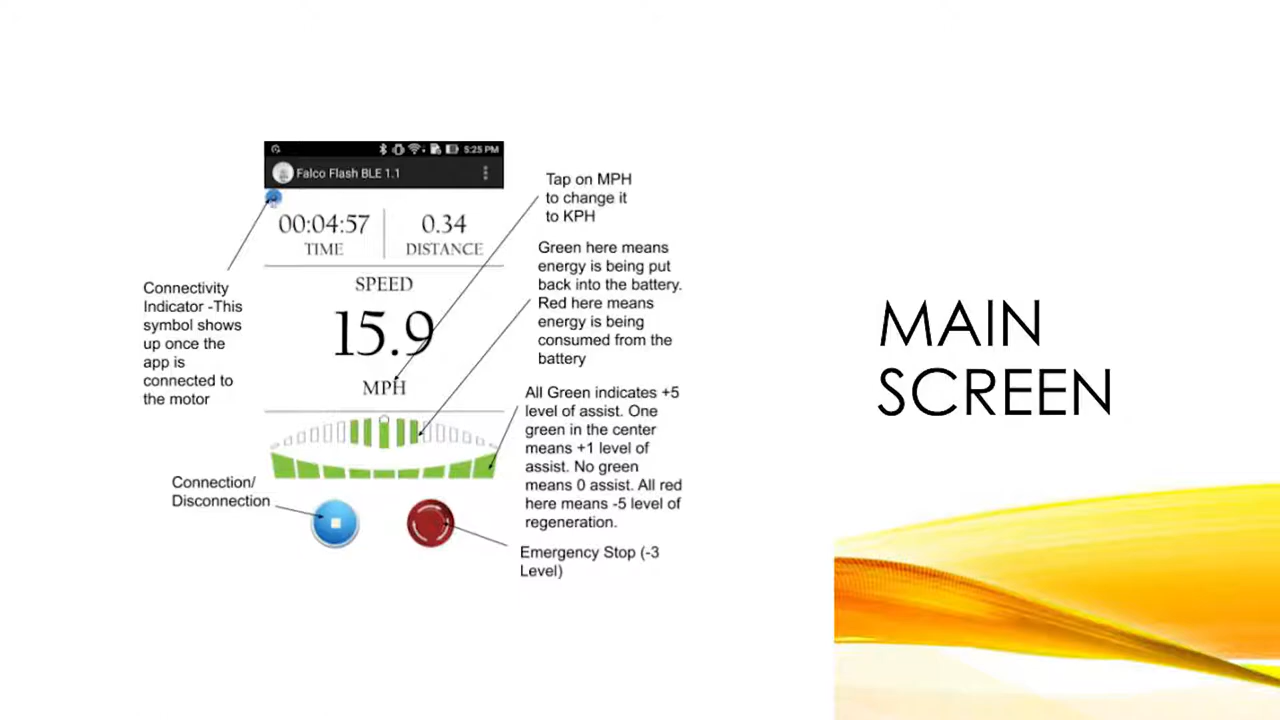 5:25 PM
Falco Flash BLE 1.1
00:04:57
TIME
0.34
DISTANCE
SPEED
15.9
MPH
Connectivity
Indicator -This
symbol shows
up once the
app is
connected to
the motor
Connection/
Disconnection
Tap on MPH
to change it
to KPH
Green here means
energy is being put
back into the battery.
Red here means
energy is being
consumed from the
battery
All Green indicates +5
level of assist. One
green in the center
means +1 level of
assist. No green
means 0 assist. All red
here means -5 level of
regeneration.
Emergency Stop (-3
Level)
MAIN
SCREEN